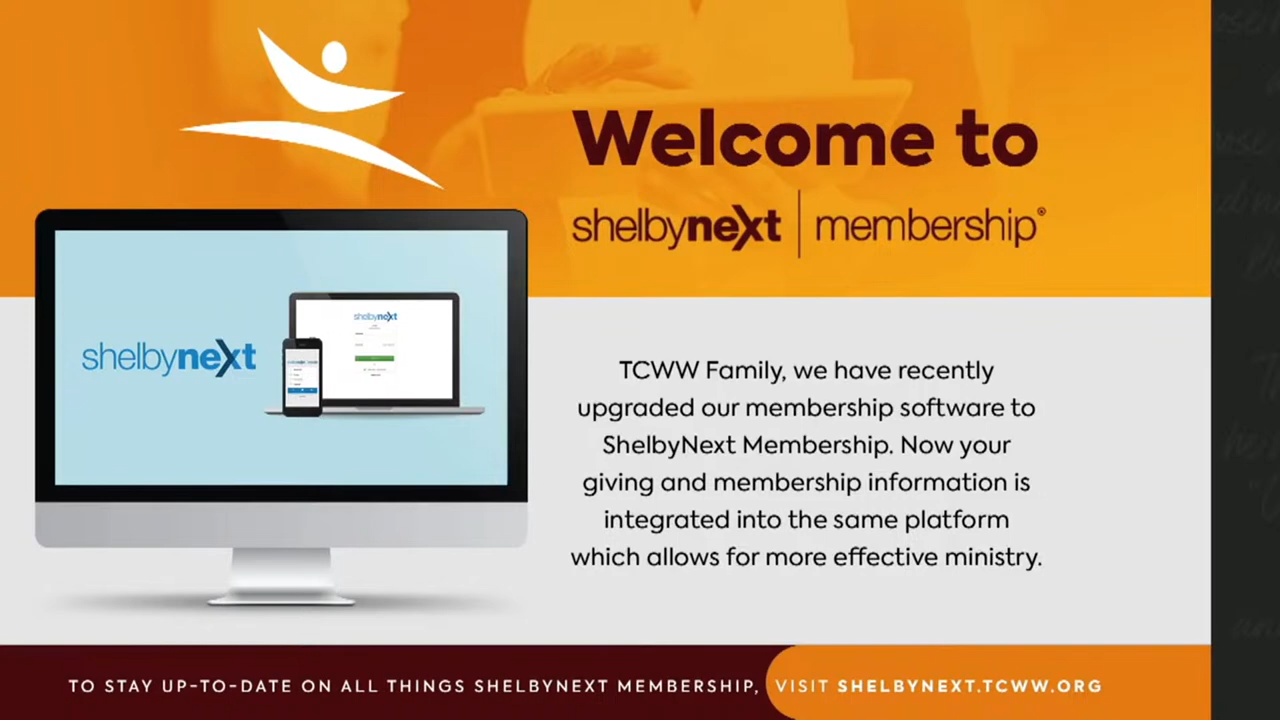 Welcome to
shelbynext | membership®
shelbynext
shelbynext
TCWW Family, we have recently
upgraded our membership software to
ShelbyNext Membership. Now your
giving and membership information is
integrated into the same platform
which allows for more effective ministry.
TO STAY UP-TO-DATE ON ALL THINGS SHELBYNEXT MEMBERSHIP, VISIT SHELBYNEXT.TCWW.ORG